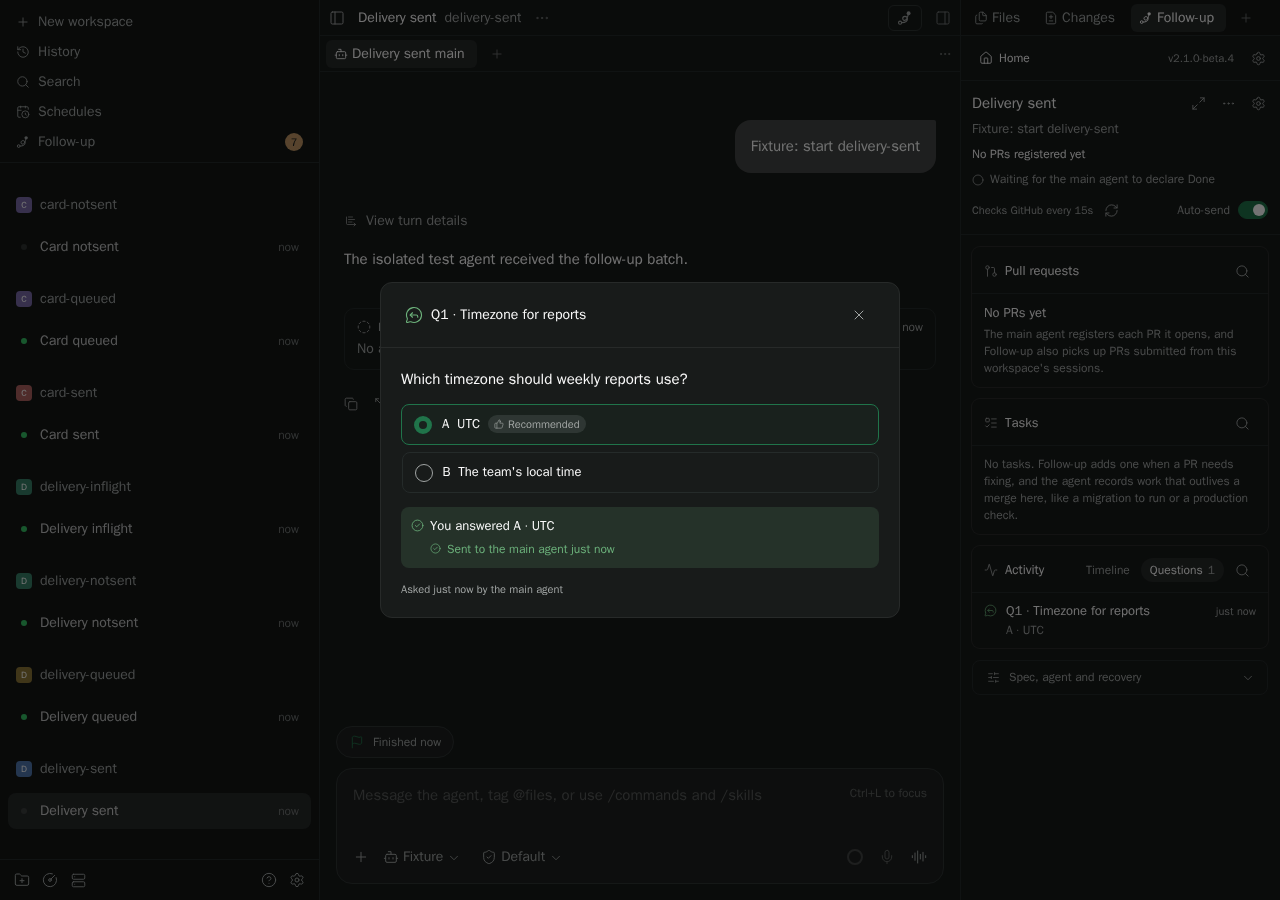 New workspace
History
Search
Schedules
Follow-up
7
C card-notsent
Card notsent now
C card-queued
Card queued now
C card-sent
Card sent now
D delivery-inflight
Delivery inflight now
D delivery-notsent
Delivery notsent now
D delivery-queued
Delivery queued now
D delivery-sent
Delivery sent now
Delivery sent delivery-sent
Delivery sent main
Fixture: start delivery-sent
View turn details
The isolated test agent received the follow-up batch.
now
No
Q1 · Timezone for reports
Which timezone should weekly reports use?
A UTC Recommended
B The team's local time
You answered A · UTC
Sent to the main agent just now
Asked just now by the main agent
Finished now
Message the agent, tag @files, or use /commands and /skills
Ctrl+L to focus
Fixture
Default
Files
Changes
Follow-up
Home
v2.1.0-beta.4
Delivery sent
Fixture: start delivery-sent
No PRs registered yet
Waiting for the main agent to declare Done
Checks GitHub every 15s
Auto-send
Pull requests
No PRs yet
The main agent registers each PR it opens, and
Follow-up also picks up PRs submitted from this
workspace's sessions.
Tasks
No tasks. Follow-up adds one when a PR needs
fixing, and the agent records work that outlives a
merge here, like a migration to run or a production
check.
Activity
Timeline
Questions 1
Q1 · Timezone for reports just now
A · UTC
Spec, agent and recovery